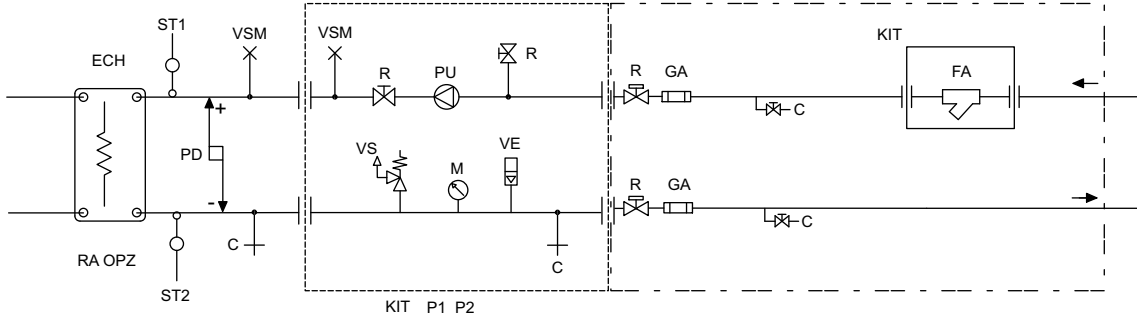 ST1
VSM
VSM
KIT
ECH
R
PU
R
R
GA
FA
+
C
PD
VS
M
VE
R
GA
-
C
C
C
RA OPZ
ST2
KIT P1 P2